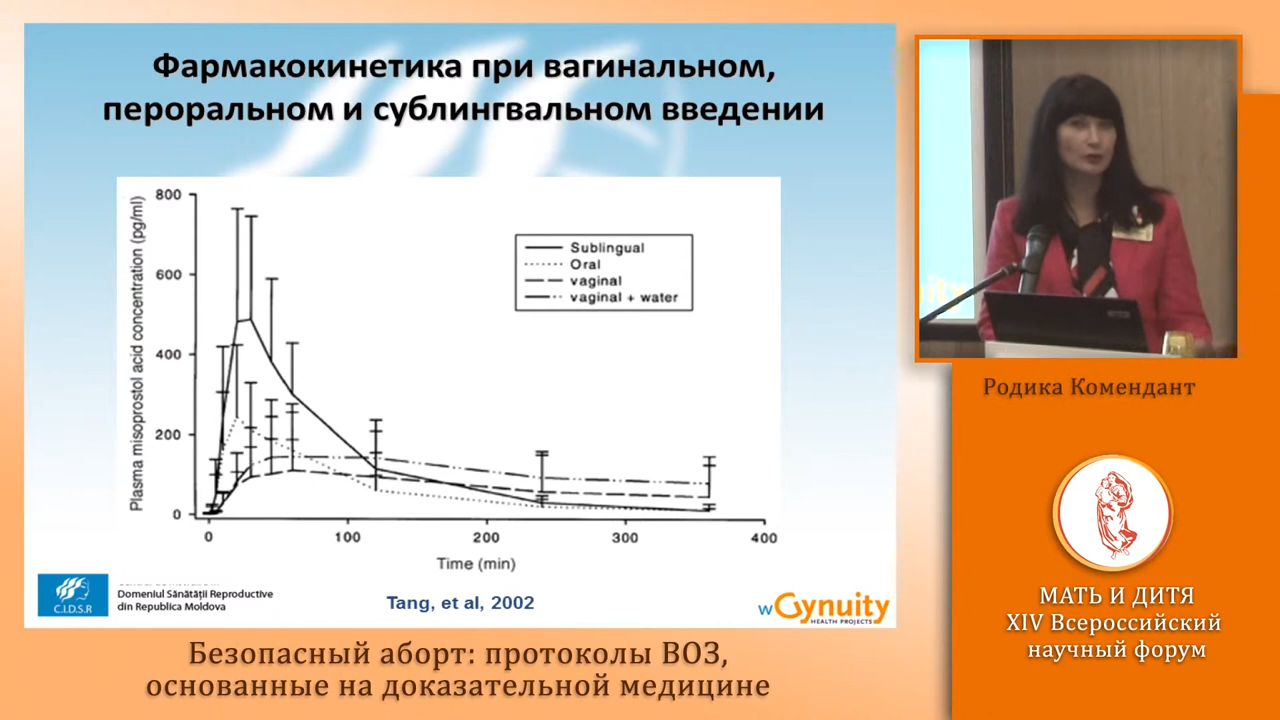 Фармакокинетика при вагинальном,
пероральном и сублингвальном введении
Plasma misoprostol acid concentration (pg/ml)
800
600
400
200
0
Sublingual
Oral
vaginal
vaginal + water
0
100
200
300
400
Time (min)
C.I.D.S.R
Domeniul Sănătății Reproductive
din Republica Moldova
Tang, et al, 2002
Gynuity
HEALTH PROJECTS
Безопасный аборт: протоколы ВОЗ,
основанные на доказательной медицине
Родика Комендант
МАТЬ И ДИТЯ
XIV Всероссийский
научный форум